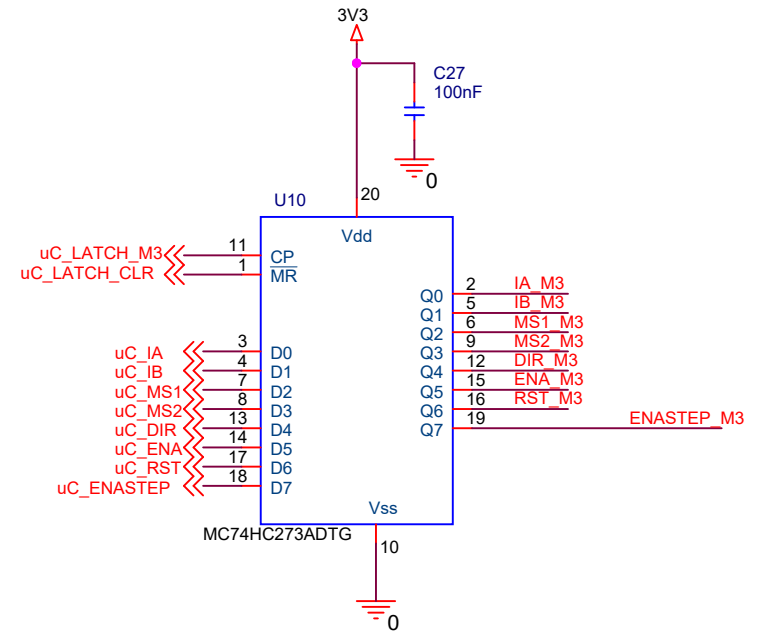 3V3
C27
100nF
0
20
U10
Vdd
uC_LATCH_M3
11
CP
uC_LATCH_CLR
1
MR
Q0
2
IA_M3
Q1
5
IB_M3
Q2
6
MS1_M3
Q3
9
MS2_M3
Q4
12
DIR_M3
Q5
15
ENA_M3
Q6
16
RST_M3
Q7
19
ENASTEP_M3
uC_IA
3
D0
uC_IB
4
D1
uC_MS1
7
D2
uC_MS2
8
D3
uC_DIR
13
D4
uC_ENA
14
D5
uC_RST
17
D6
uC_ENASTEP
18
D7
Vss
MC74HC273ADTG
10
0